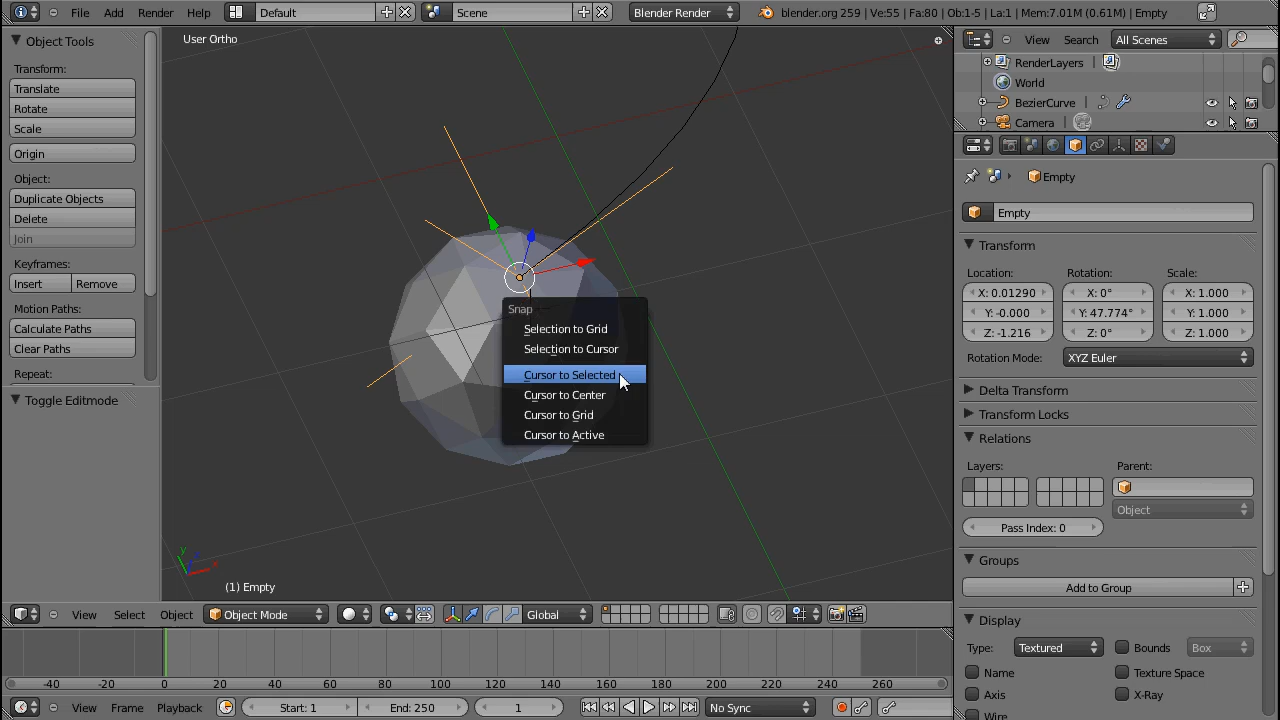 File Add Render Help Default Scene Blender Render blender.org 259 | Ve:55 | Fa:80 | Ob:1-5 | La:1 | Mem:7.01M (0.61M) | Empty
Object Tools
Transform:
Translate
Rotate
Scale
Origin
Object:
Duplicate Objects
Delete
Join
Keyframes:
Insert Remove
Motion Paths:
Calculate Paths
Clear Paths
Repeat:
Toggle Editmode
User Ortho
Snap
Selection to Grid
Selection to Cursor
Cursor to Selected
Cursor to Center
Cursor to Grid
Cursor to Active
y
x
(1) Empty
View Select Object Object Mode Global
-40 -20 0 20 40 60 80 100 120 140 160 180 200 220 240 260
View Frame Playback Start: 1 End: 250 1 No Sync
View Search All Scenes
RenderLayers |
World
BezierCurve |
Camera |
Empty
Empty
Transform
Location: Rotation: Scale:
X: 0.01290 X: 0° X: 1.000
Y: -0.000 Y: 47.774° Y: 1.000
Z: -1.216 Z: 0° Z: 1.000
Rotation Mode: XYZ Euler
Delta Transform
Transform Locks
Relations
Layers: Parent:
Object
Pass Index: 0
Groups
Add to Group
Display
Type: Textured Bounds Box
Name Texture Space
Axis X-Ray
Wire